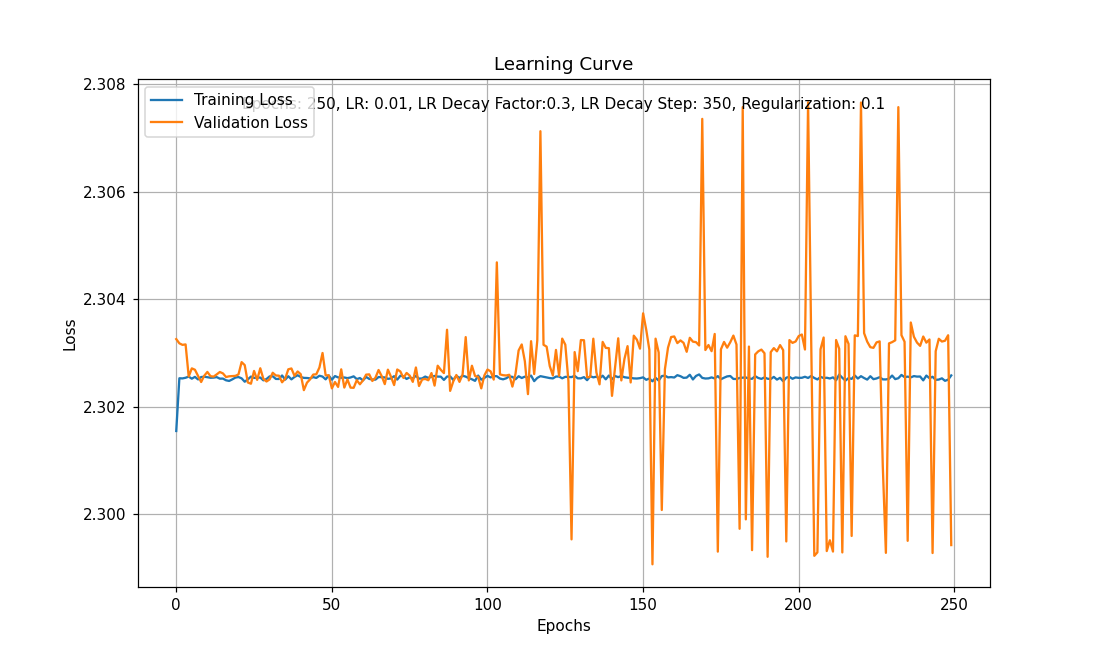 Learning Curve
Epochs: 250, LR: 0.01, LR Decay Factor:0.3, LR Decay Step: 350, Regularization: 0.1
Training Loss
Validation Loss
2.308
2.306
2.304
2.302
2.300
Loss
0 50 100 150 200 250
Epochs